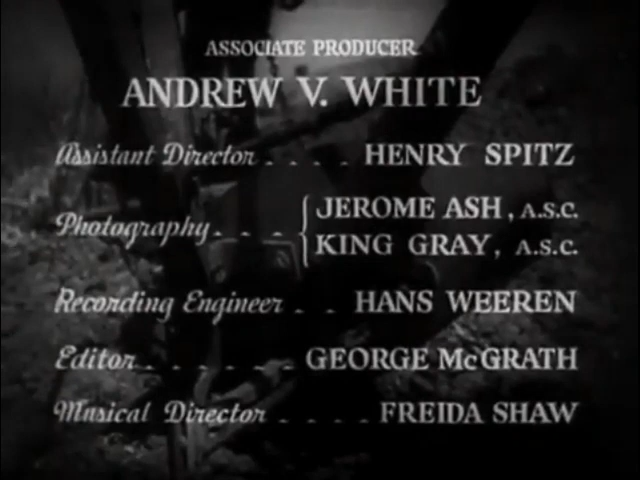 ASSOCIATE PRODUCER
ANDREW V. WHITE
Assistant Director . . . . HENRY SPITZ
Photography. . . . { JEROME ASH, A.S.C.
KING GRAY, A.S.C.
Recording Engineer . . HANS WEEREN
Editor . . . . . . . GEORGE McGRATH
Musical Director . . . . FREIDA SHAW